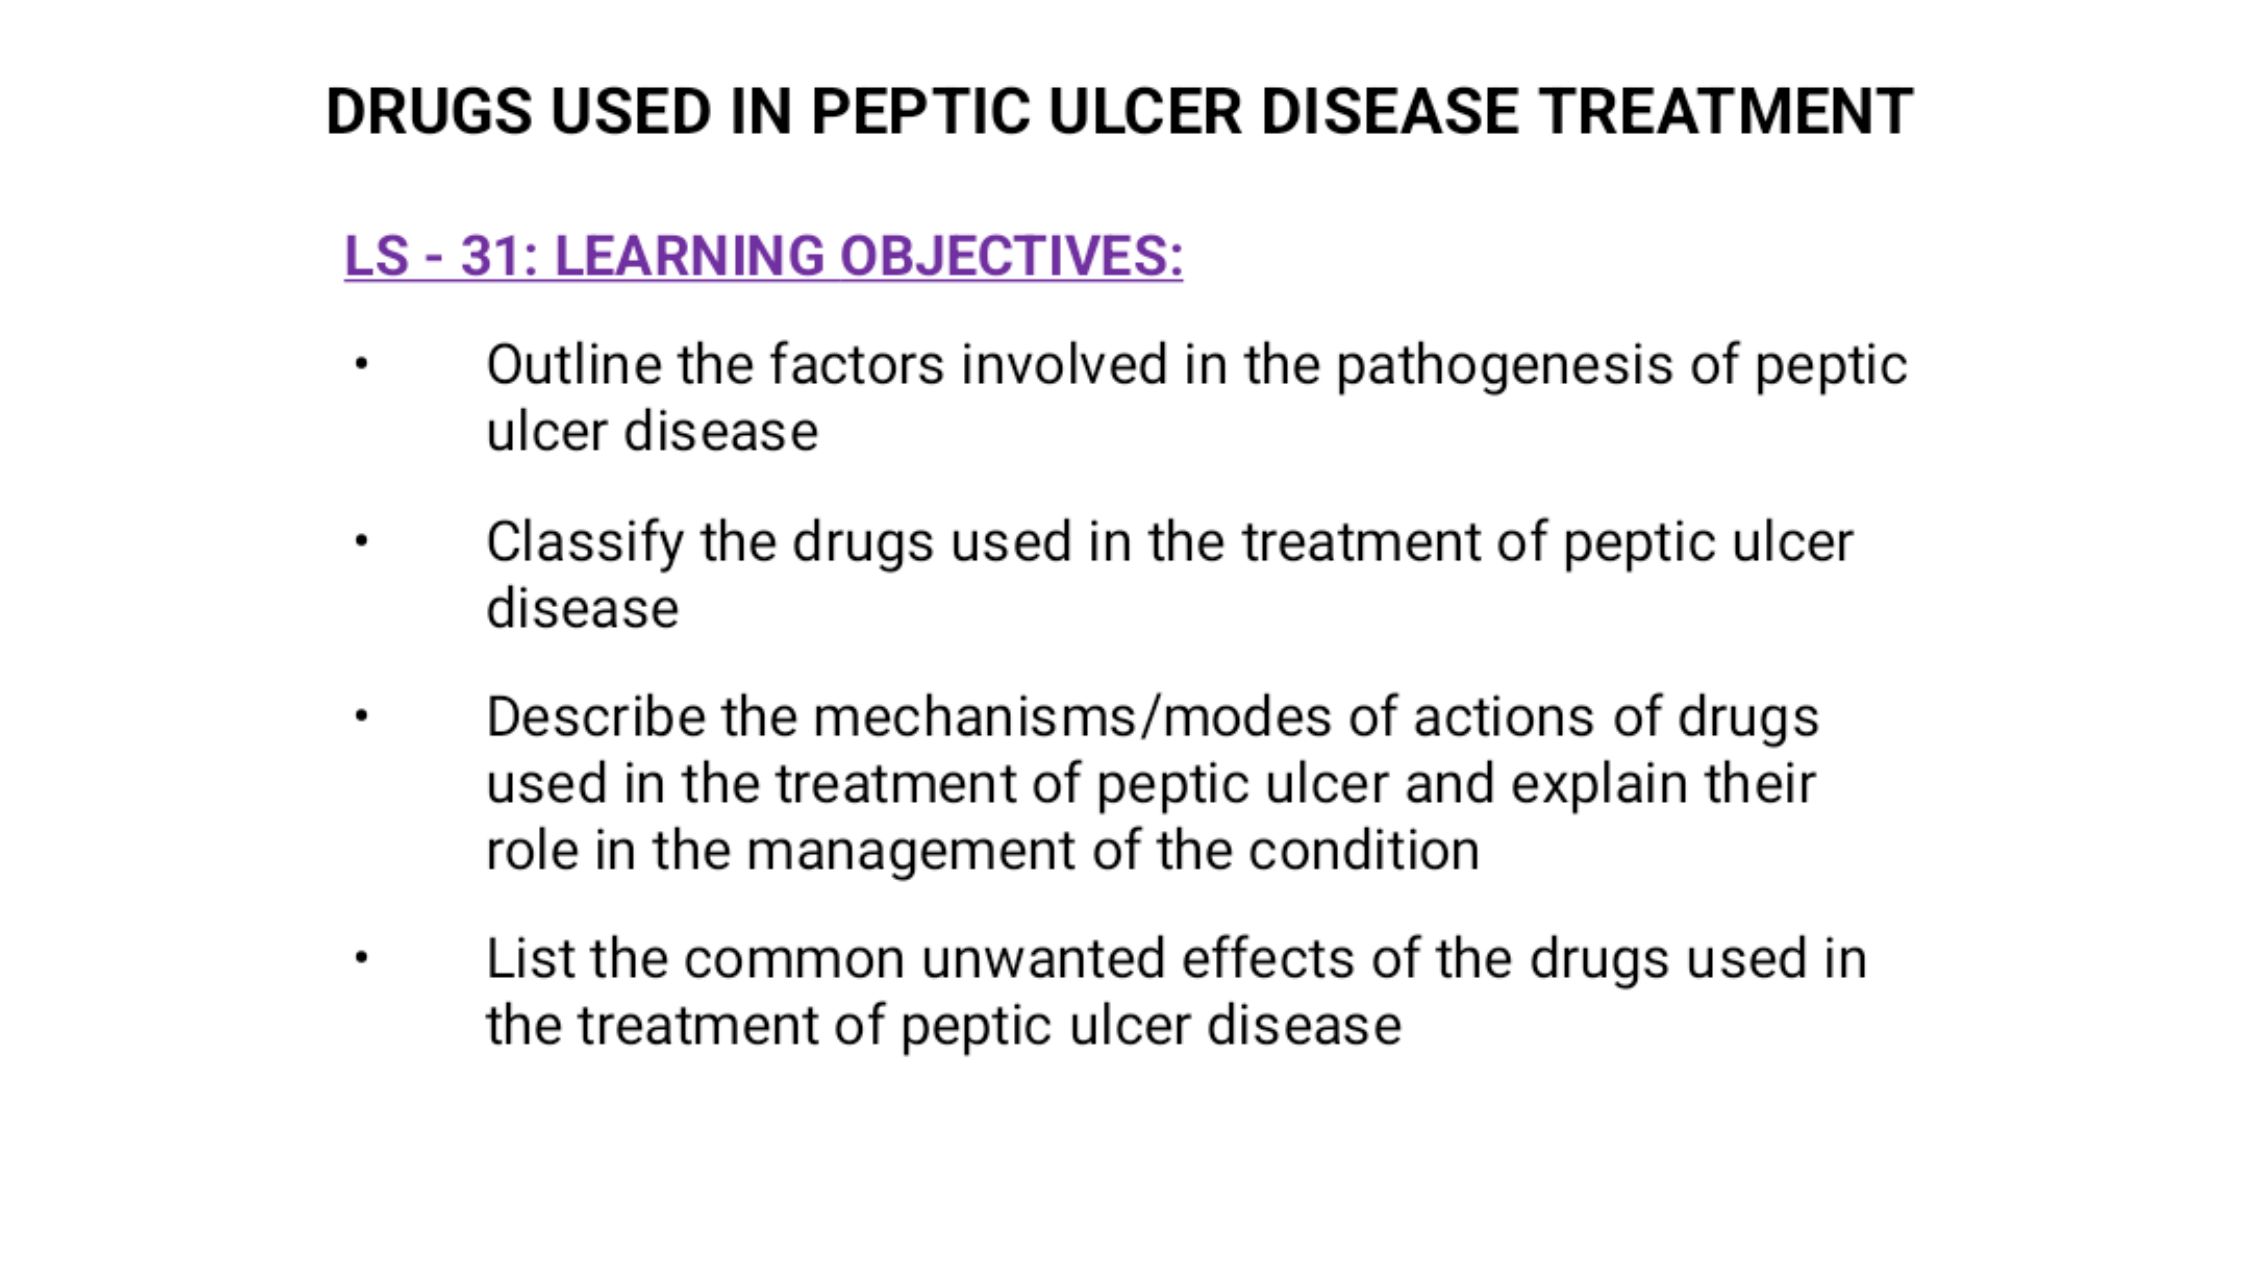 DRUGS USED IN PEPTIC ULCER DISEASE TREATMENT
LS - 31: LEARNING OBJECTIVES:
• Outline the factors involved in the pathogenesis of peptic
ulcer disease
• Classify the drugs used in the treatment of peptic ulcer
disease
• Describe the mechanisms/modes of actions of drugs
used in the treatment of peptic ulcer and explain their
role in the management of the condition
• List the common unwanted effects of the drugs used in
the treatment of peptic ulcer disease